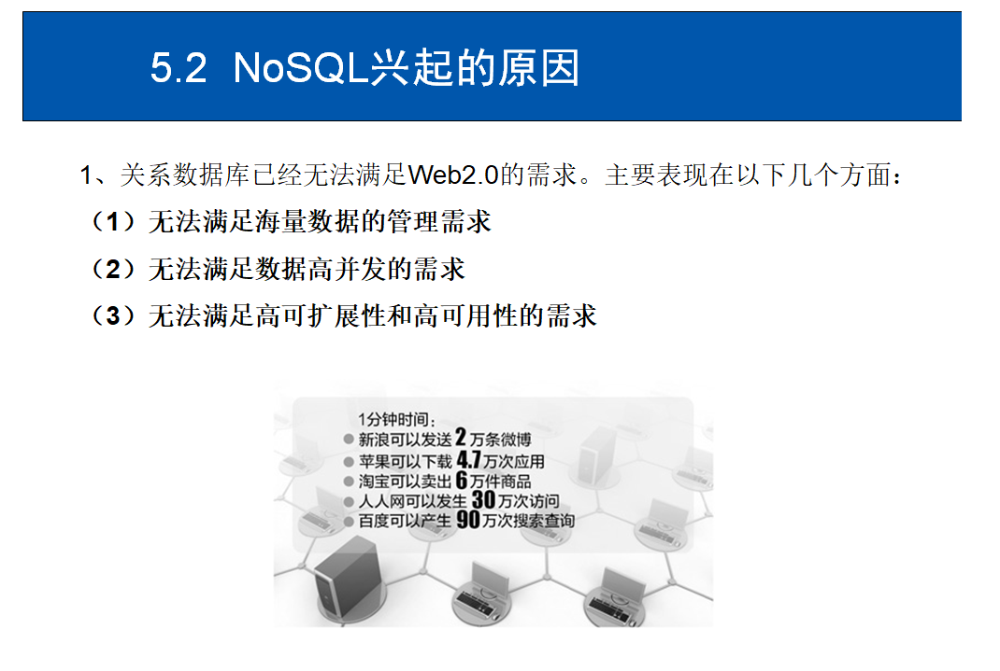 5.2 NoSQL兴起的原因
1、关系数据库已经无法满足Web2.0的需求。主要表现在以下几个方面：
（1）无法满足海量数据的管理需求
（2）无法满足数据高并发的需求
（3）无法满足高可扩展性和高可用性的需求
1分钟时间：
●新浪可以发送2万条微博
●苹果可以下载4.7万次应用
●淘宝可以卖出6万件商品
●人人网可以发生30万次访问
●百度可以产生90万次搜索查询